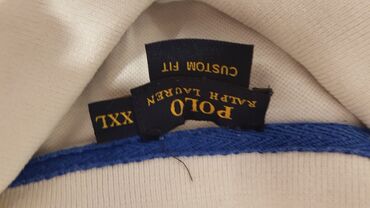 POLO
RALPH LAUREN
XXL
CUSTOM FIT